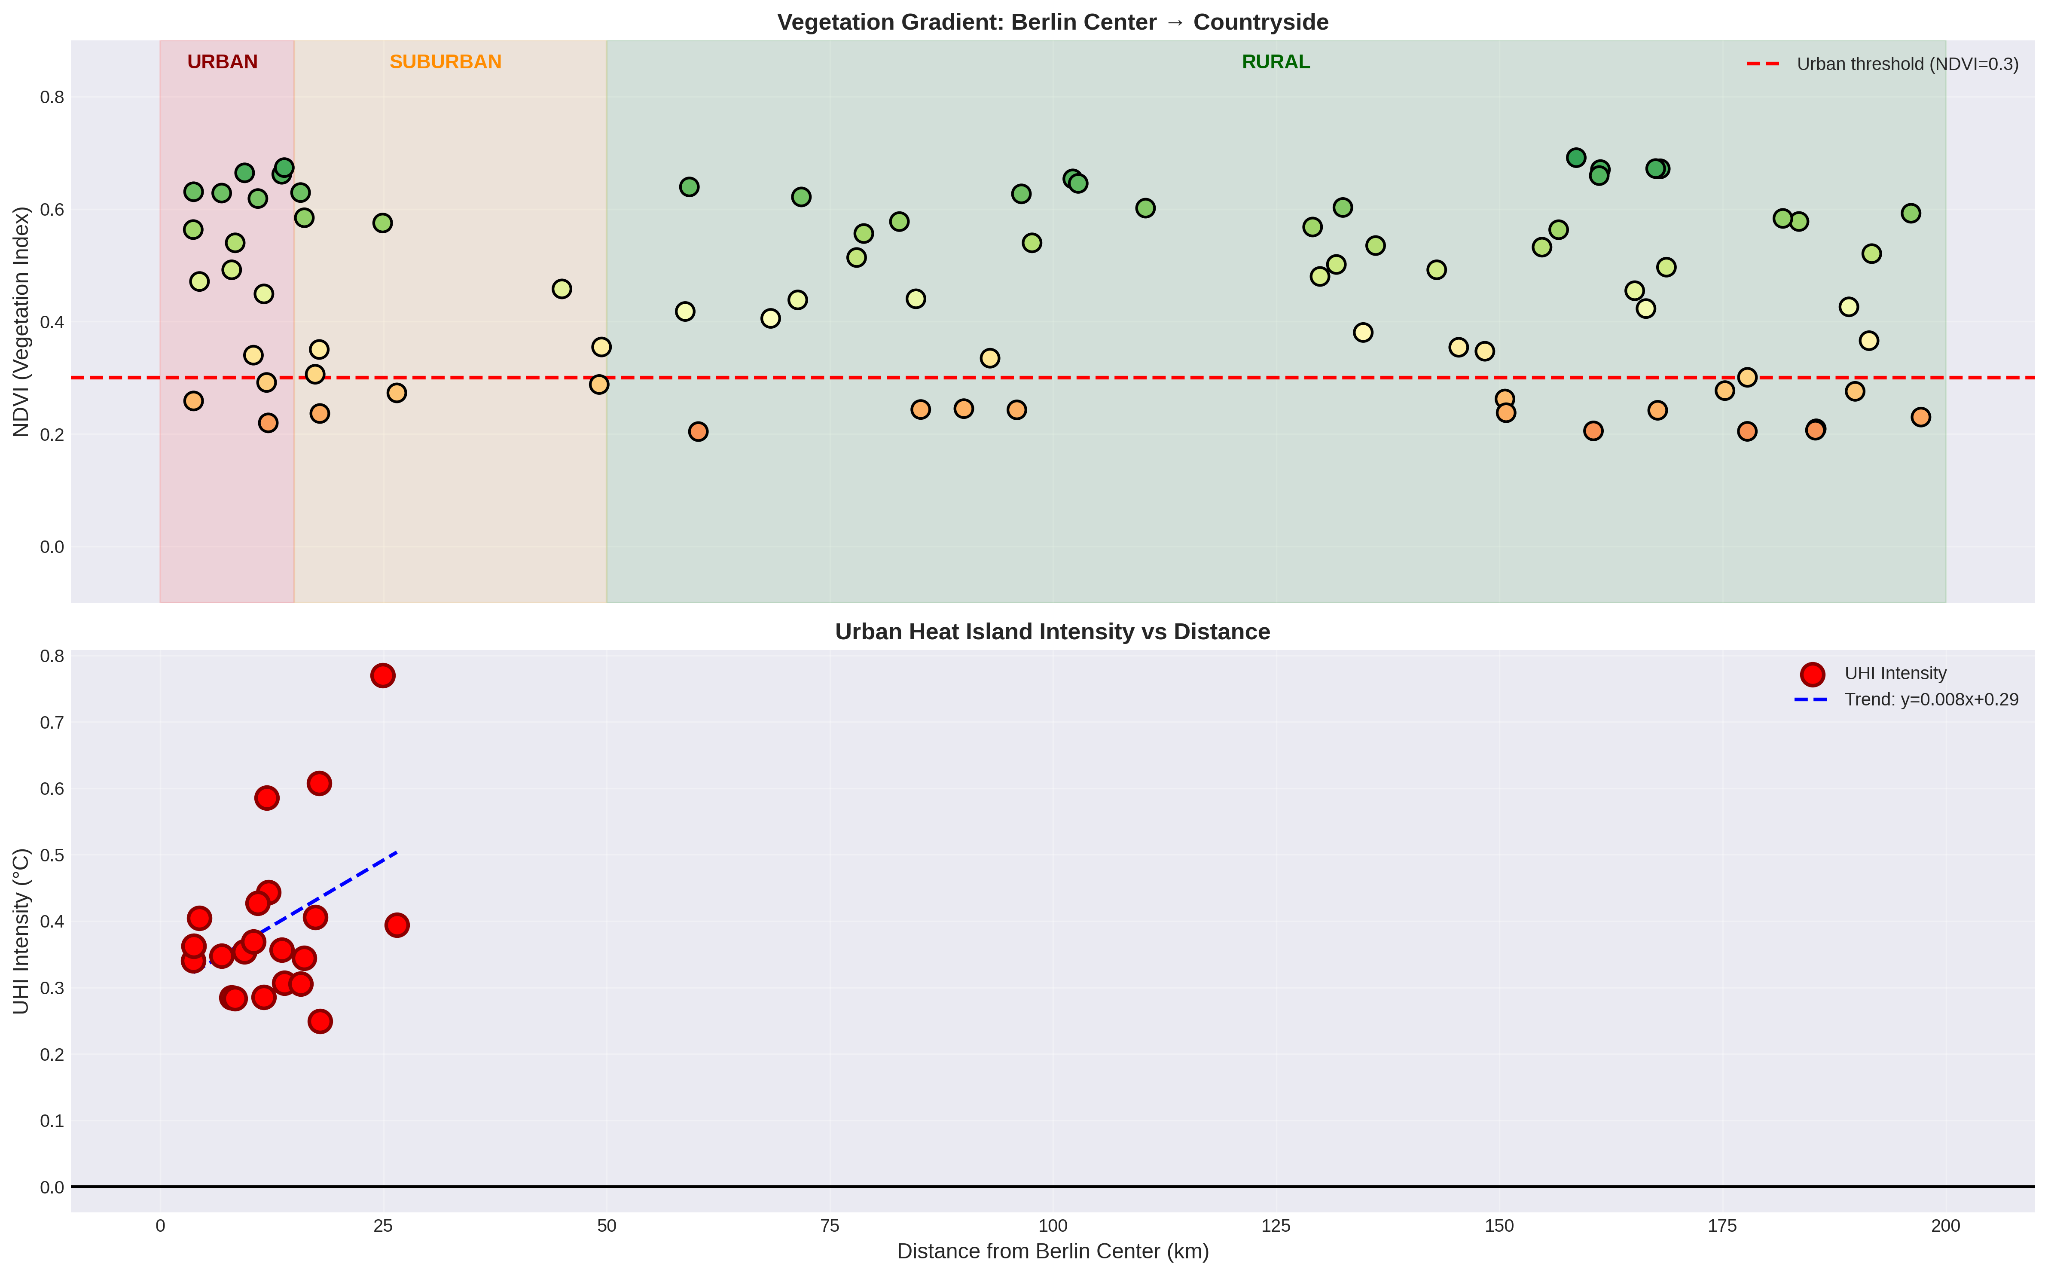 Vegetation Gradient: Berlin Center → Countryside
URBAN
SUBURBAN
RURAL
Urban threshold (NDVI=0.3)
NDVI (Vegetation Index)
0.8
0.6
0.4
0.2
0.0
Urban Heat Island Intensity vs Distance
UHI Intensity
Trend: y=0.008x+0.29
UHI Intensity (°C)
0.8
0.7
0.6
0.5
0.4
0.3
0.2
0.1
0.0
0 25 50 75 100 125 150 175 200
Distance from Berlin Center (km)